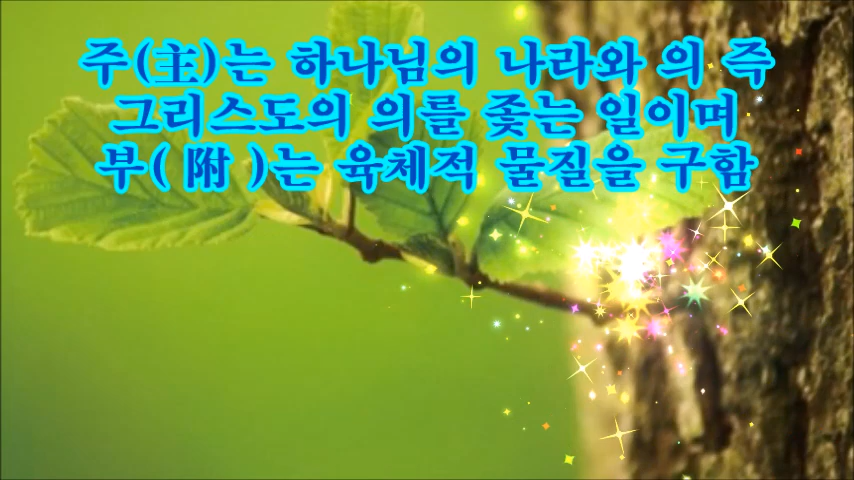 주(主)는 하나님의 나라와 의 즉
그리스도의 의를 좇는 일이며
부( 附 )는 육체적 물질을 구함